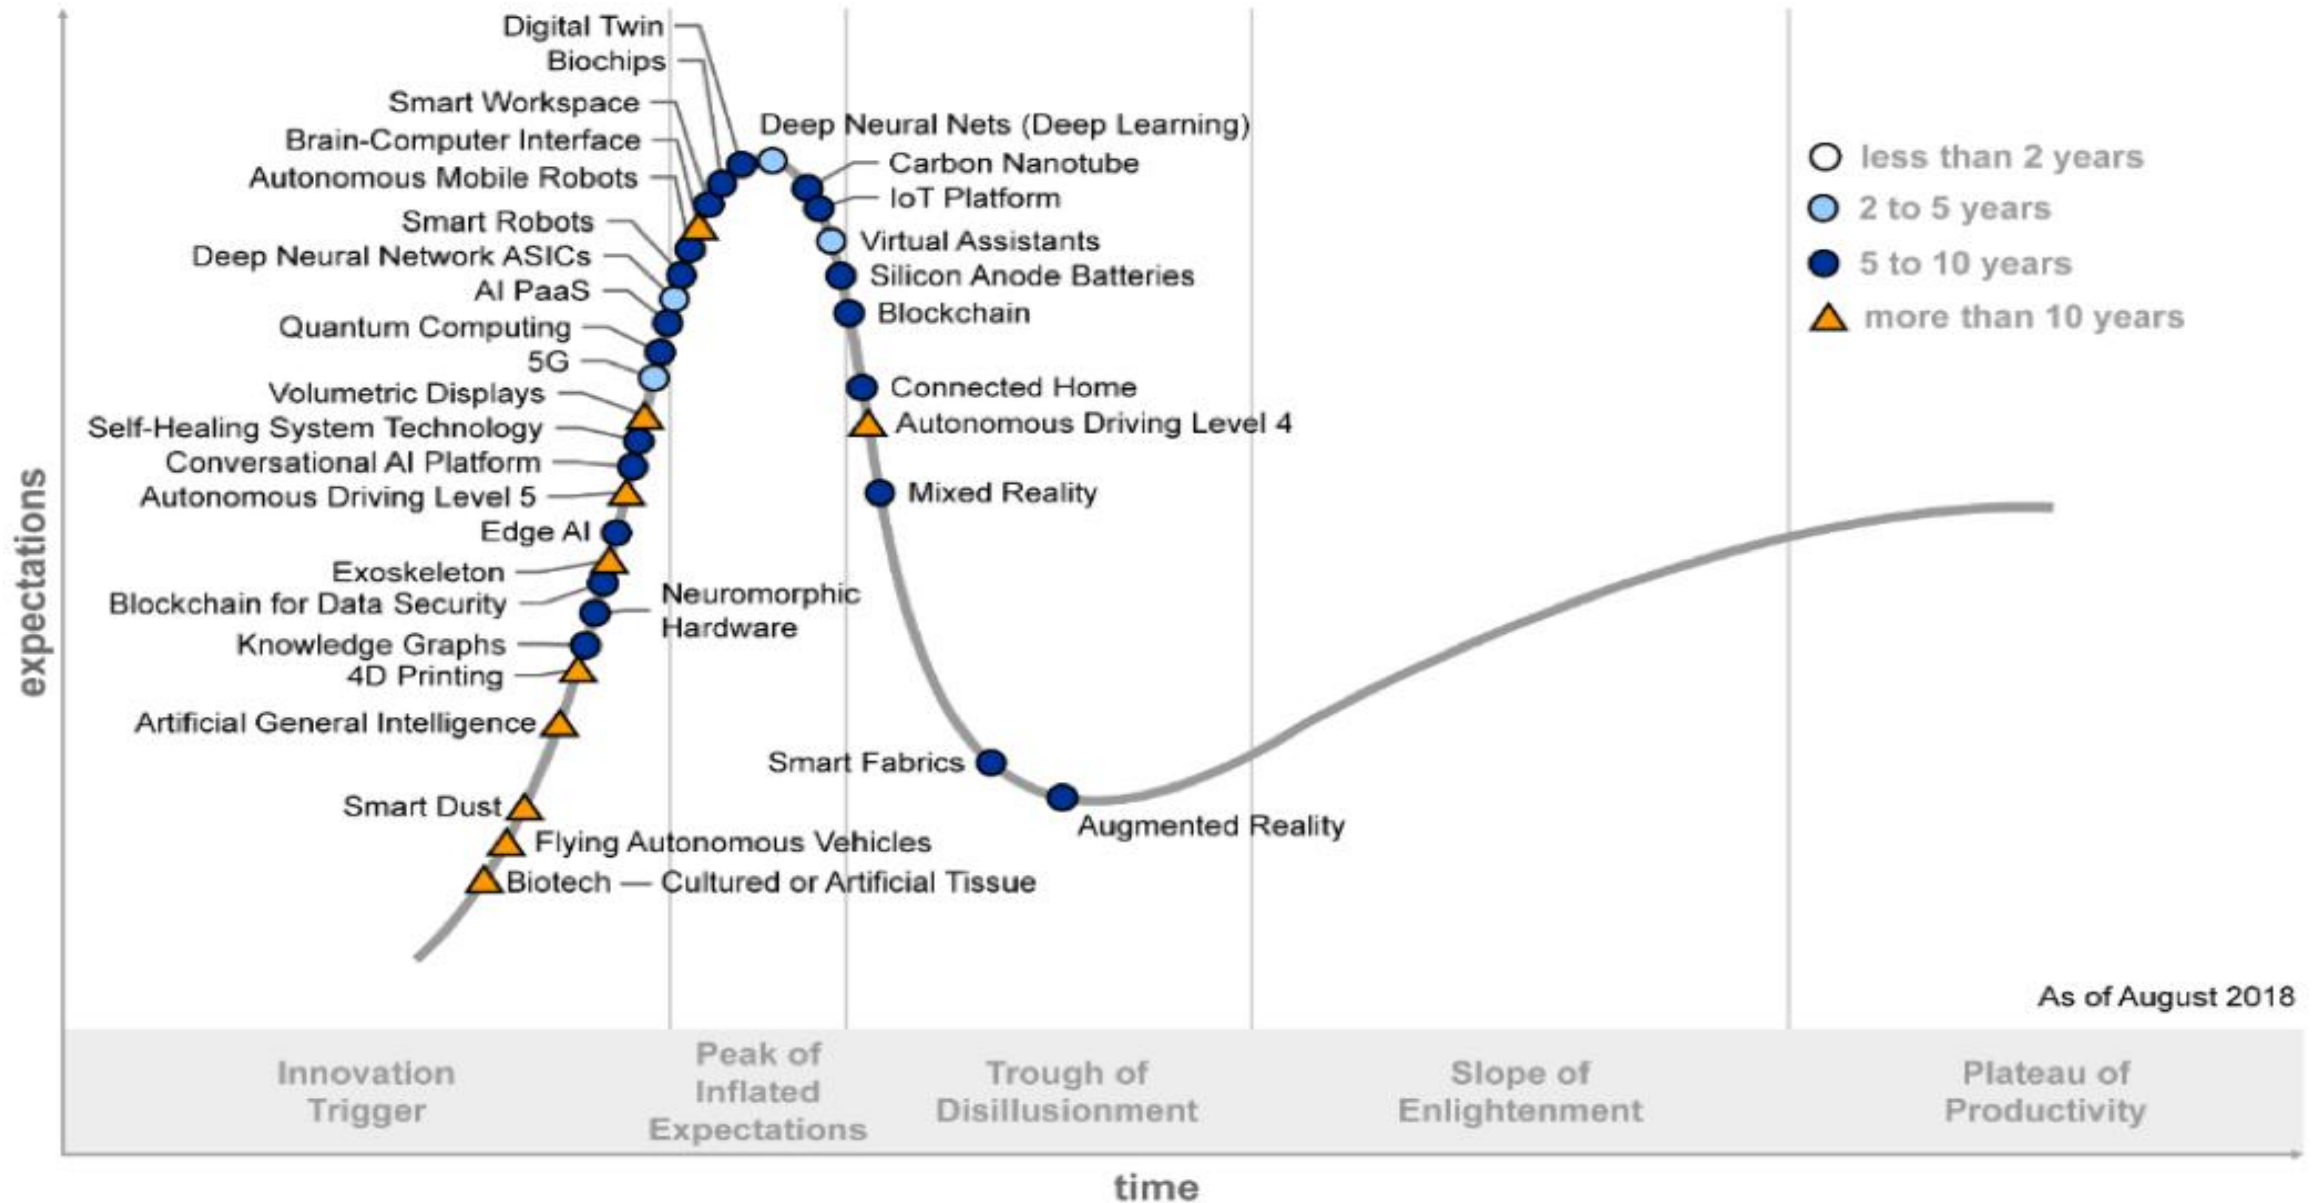 Digital Twin
Biochips
Smart Workspace
Brain-Computer Interface
Autonomous Mobile Robots
Smart Robots
Deep Neural Network ASICs
AI PaaS
Quantum Computing
5G
Volumetric Displays
Self-Healing System Technology
Conversational AI Platform
Autonomous Driving Level 5
Edge AI
Exoskeleton
Blockchain for Data Security
Neuromorphic
Hardware
Knowledge Graphs
4D Printing
Artificial General Intelligence
Smart Dust
Flying Autonomous Vehicles
Biotech — Cultured or Artificial Tissue
Deep Neural Nets (Deep Learning)
Carbon Nanotube
IoT Platform
Virtual Assistants
Silicon Anode Batteries
Blockchain
Connected Home
Autonomous Driving Level 4
Mixed Reality
Smart Fabrics
Augmented Reality
less than 2 years
2 to 5 years
5 to 10 years
more than 10 years
As of August 2018
expectations
Innovation
Trigger
Peak of
Inflated
Expectations
Trough of
Disillusionment
Slope of
Enlightenment
Plateau of
Productivity
time